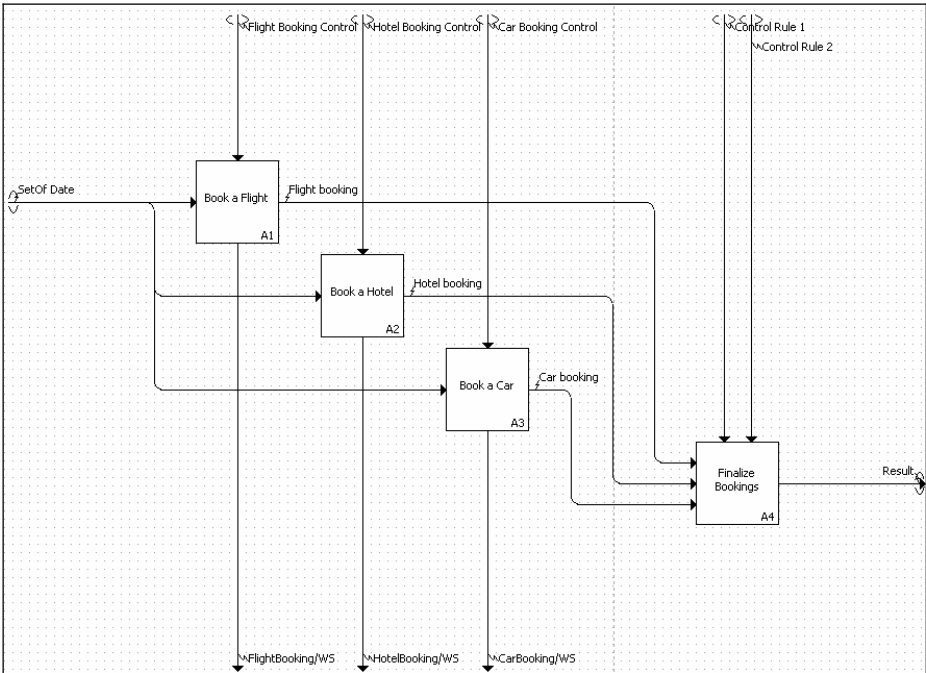 Flight Booking Control
Hotel Booking Control
Car Booking Control
Control Rule 1
Control Rule 2
SetOf Date
Book a Flight
A1
Flight booking
Book a Hotel
A2
Hotel booking
Book a Car
A3
Car booking
Finalize
Bookings
A4
Result
FlightBooking/WS
HotelBooking/WS
CarBooking/WS